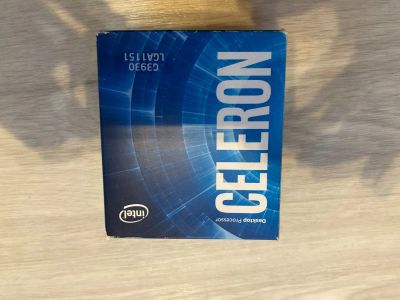 G3930
LGA1151
CELERON
Desktop Processor
intel